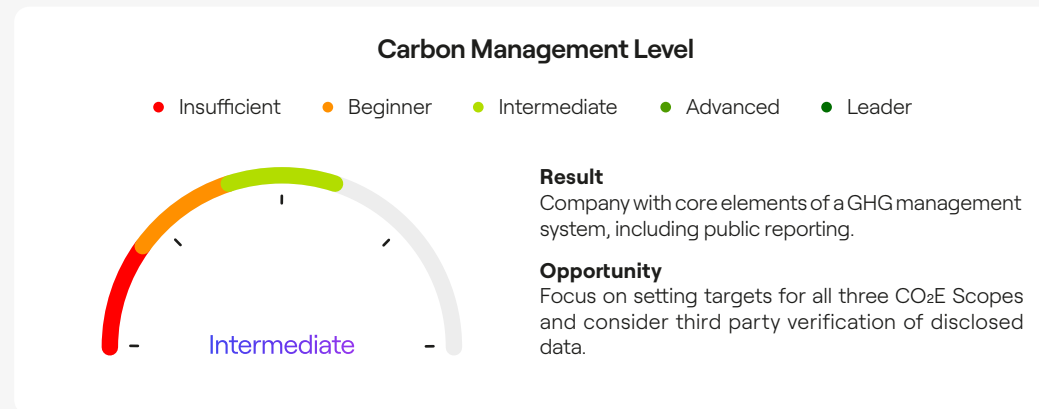 Carbon Management Level
Insufficient
Beginner
Intermediate
Advanced
Leader
Intermediate
Result
Company with core elements of a GHG management
system, including public reporting.
Opportunity
Focus on setting targets for all three CO₂E Scopes
and consider third party verification of disclosed
data.